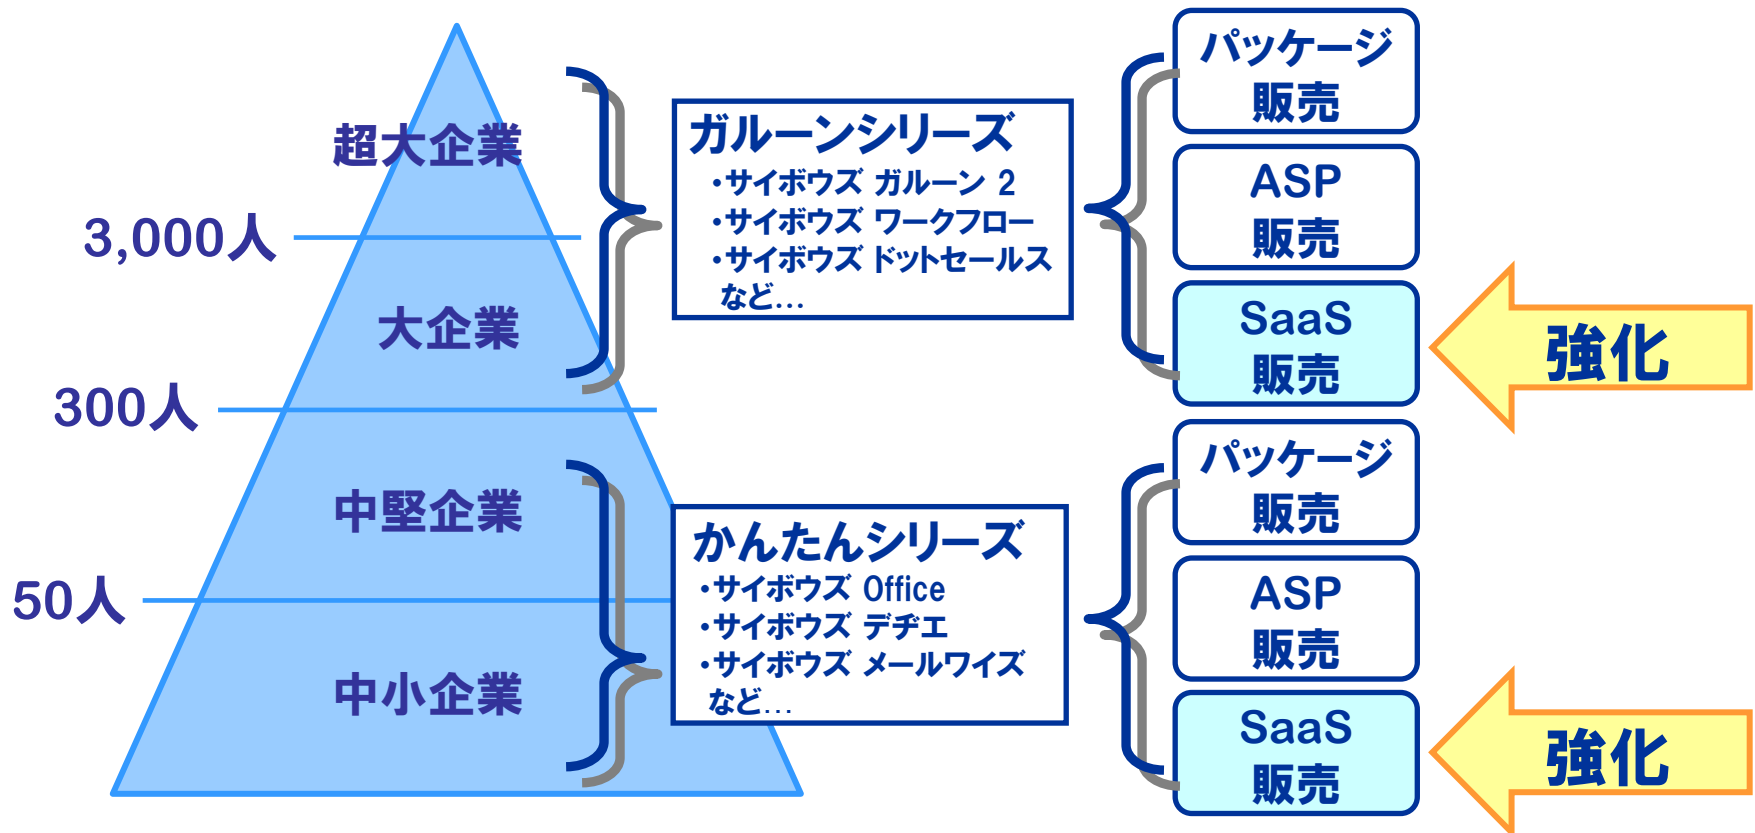 超大企業
3,000人
大企業
300人
中堅企業
50人
中小企業
ガルーンシリーズ
・サイボウズ ガルーン 2
・サイボウズ ワークフロー
・サイボウズ ドットセールス
など…
かんたんシリーズ
・サイボウズ Office
・サイボウズ デヂエ
・サイボウズ メールワイズ
など…
パッケージ
販売
ASP
販売
SaaS
販売
強化
パッケージ
販売
ASP
販売
SaaS
販売
強化